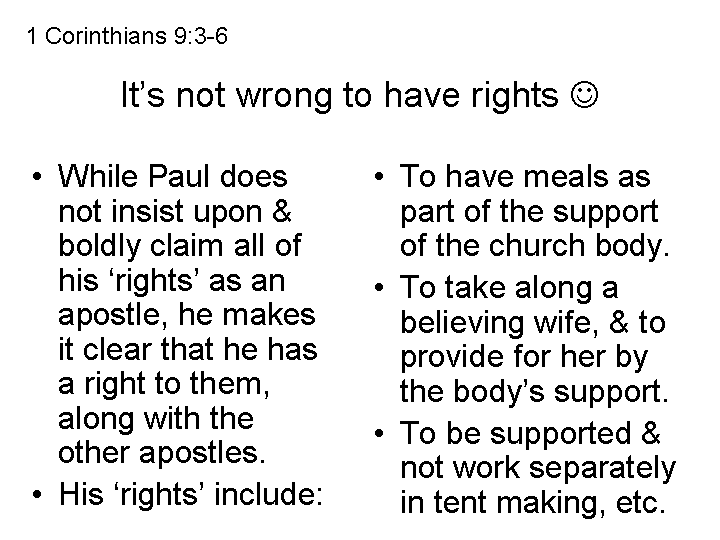 1 Corinthians 9:3-6
It’s not wrong to have rights ☺
• While Paul does
not insist upon &
boldly claim all of
his ‘rights’ as an
apostle, he makes
it clear that he has
a right to them,
along with the
other apostles.
• His ‘rights’ include:
• To have meals as
part of the support
of the church body.
• To take along a
believing wife, & to
provide for her by
the body’s support.
• To be supported &
not work separately
in tent making, etc.